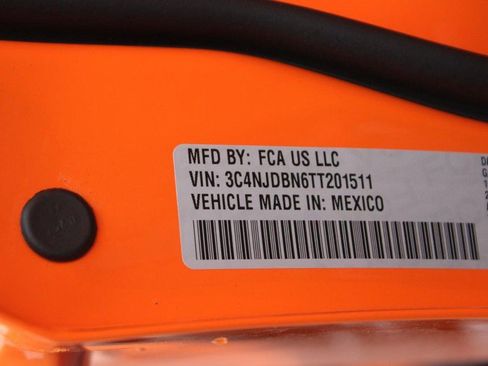 MFD BY: FCA US LLC
VIN: 3C4NJDBN6TT201511
VEHICLE MADE IN: MEXICO